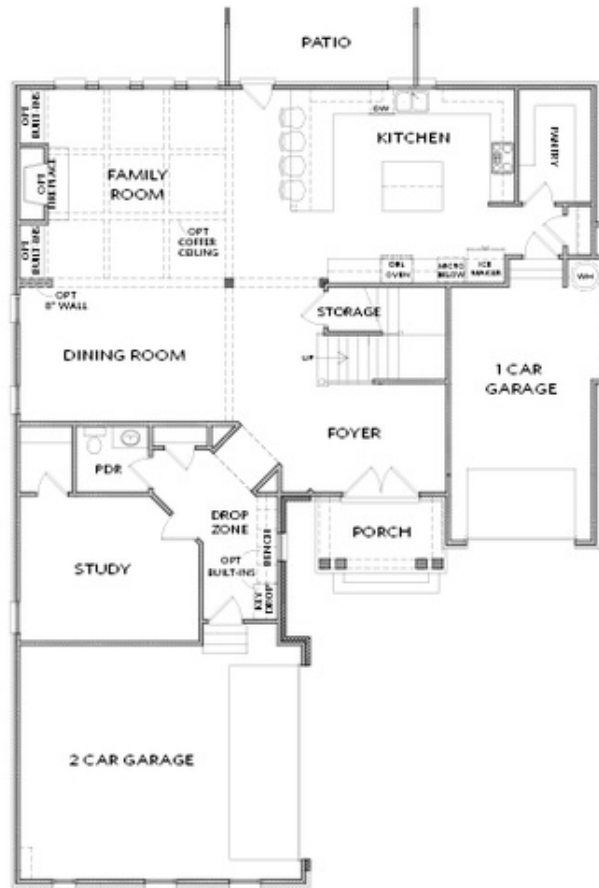 PATIO
OPT
BUILT-INS
DW
KITCHEN
PANTRY
FAMILY
ROOM
OPT
FIREPLACE
OPT
COFFER
CEILING
OPT
BUILT-INS
DBL
OVEN
MICRO
BELOW
ICE
MAKER
WH
OPT
8" WALL
STORAGE
DINING ROOM
UP
1 CAR
GARAGE
FOYER
PDR
DROP
ZONE
PORCH
OPT
BUILT-INS
BENCH
STUDY
KEY
DROP
2 CAR GARAGE